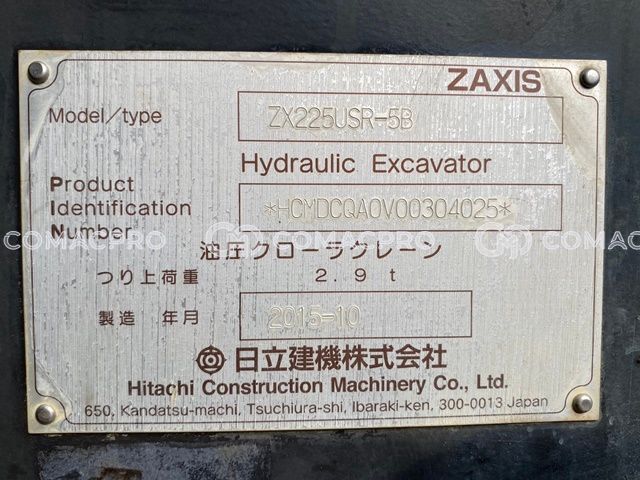 ZAXIS
Model/type ZX225USR-5B
Hydraulic Excavator
Product
Identification *HCMDCQA0V00304025*
Number
COMACPRO COMACPRO COMACPRO
油圧クローラクレーン
つり上荷重 2.9 t
製造 年月 2015-10
日立建機株式会社
Hitachi Construction Machinery Co., Ltd.
650, Kandatsu-machi, Tsuchiura-shi, Ibaraki-ken, 300-0013 Japan